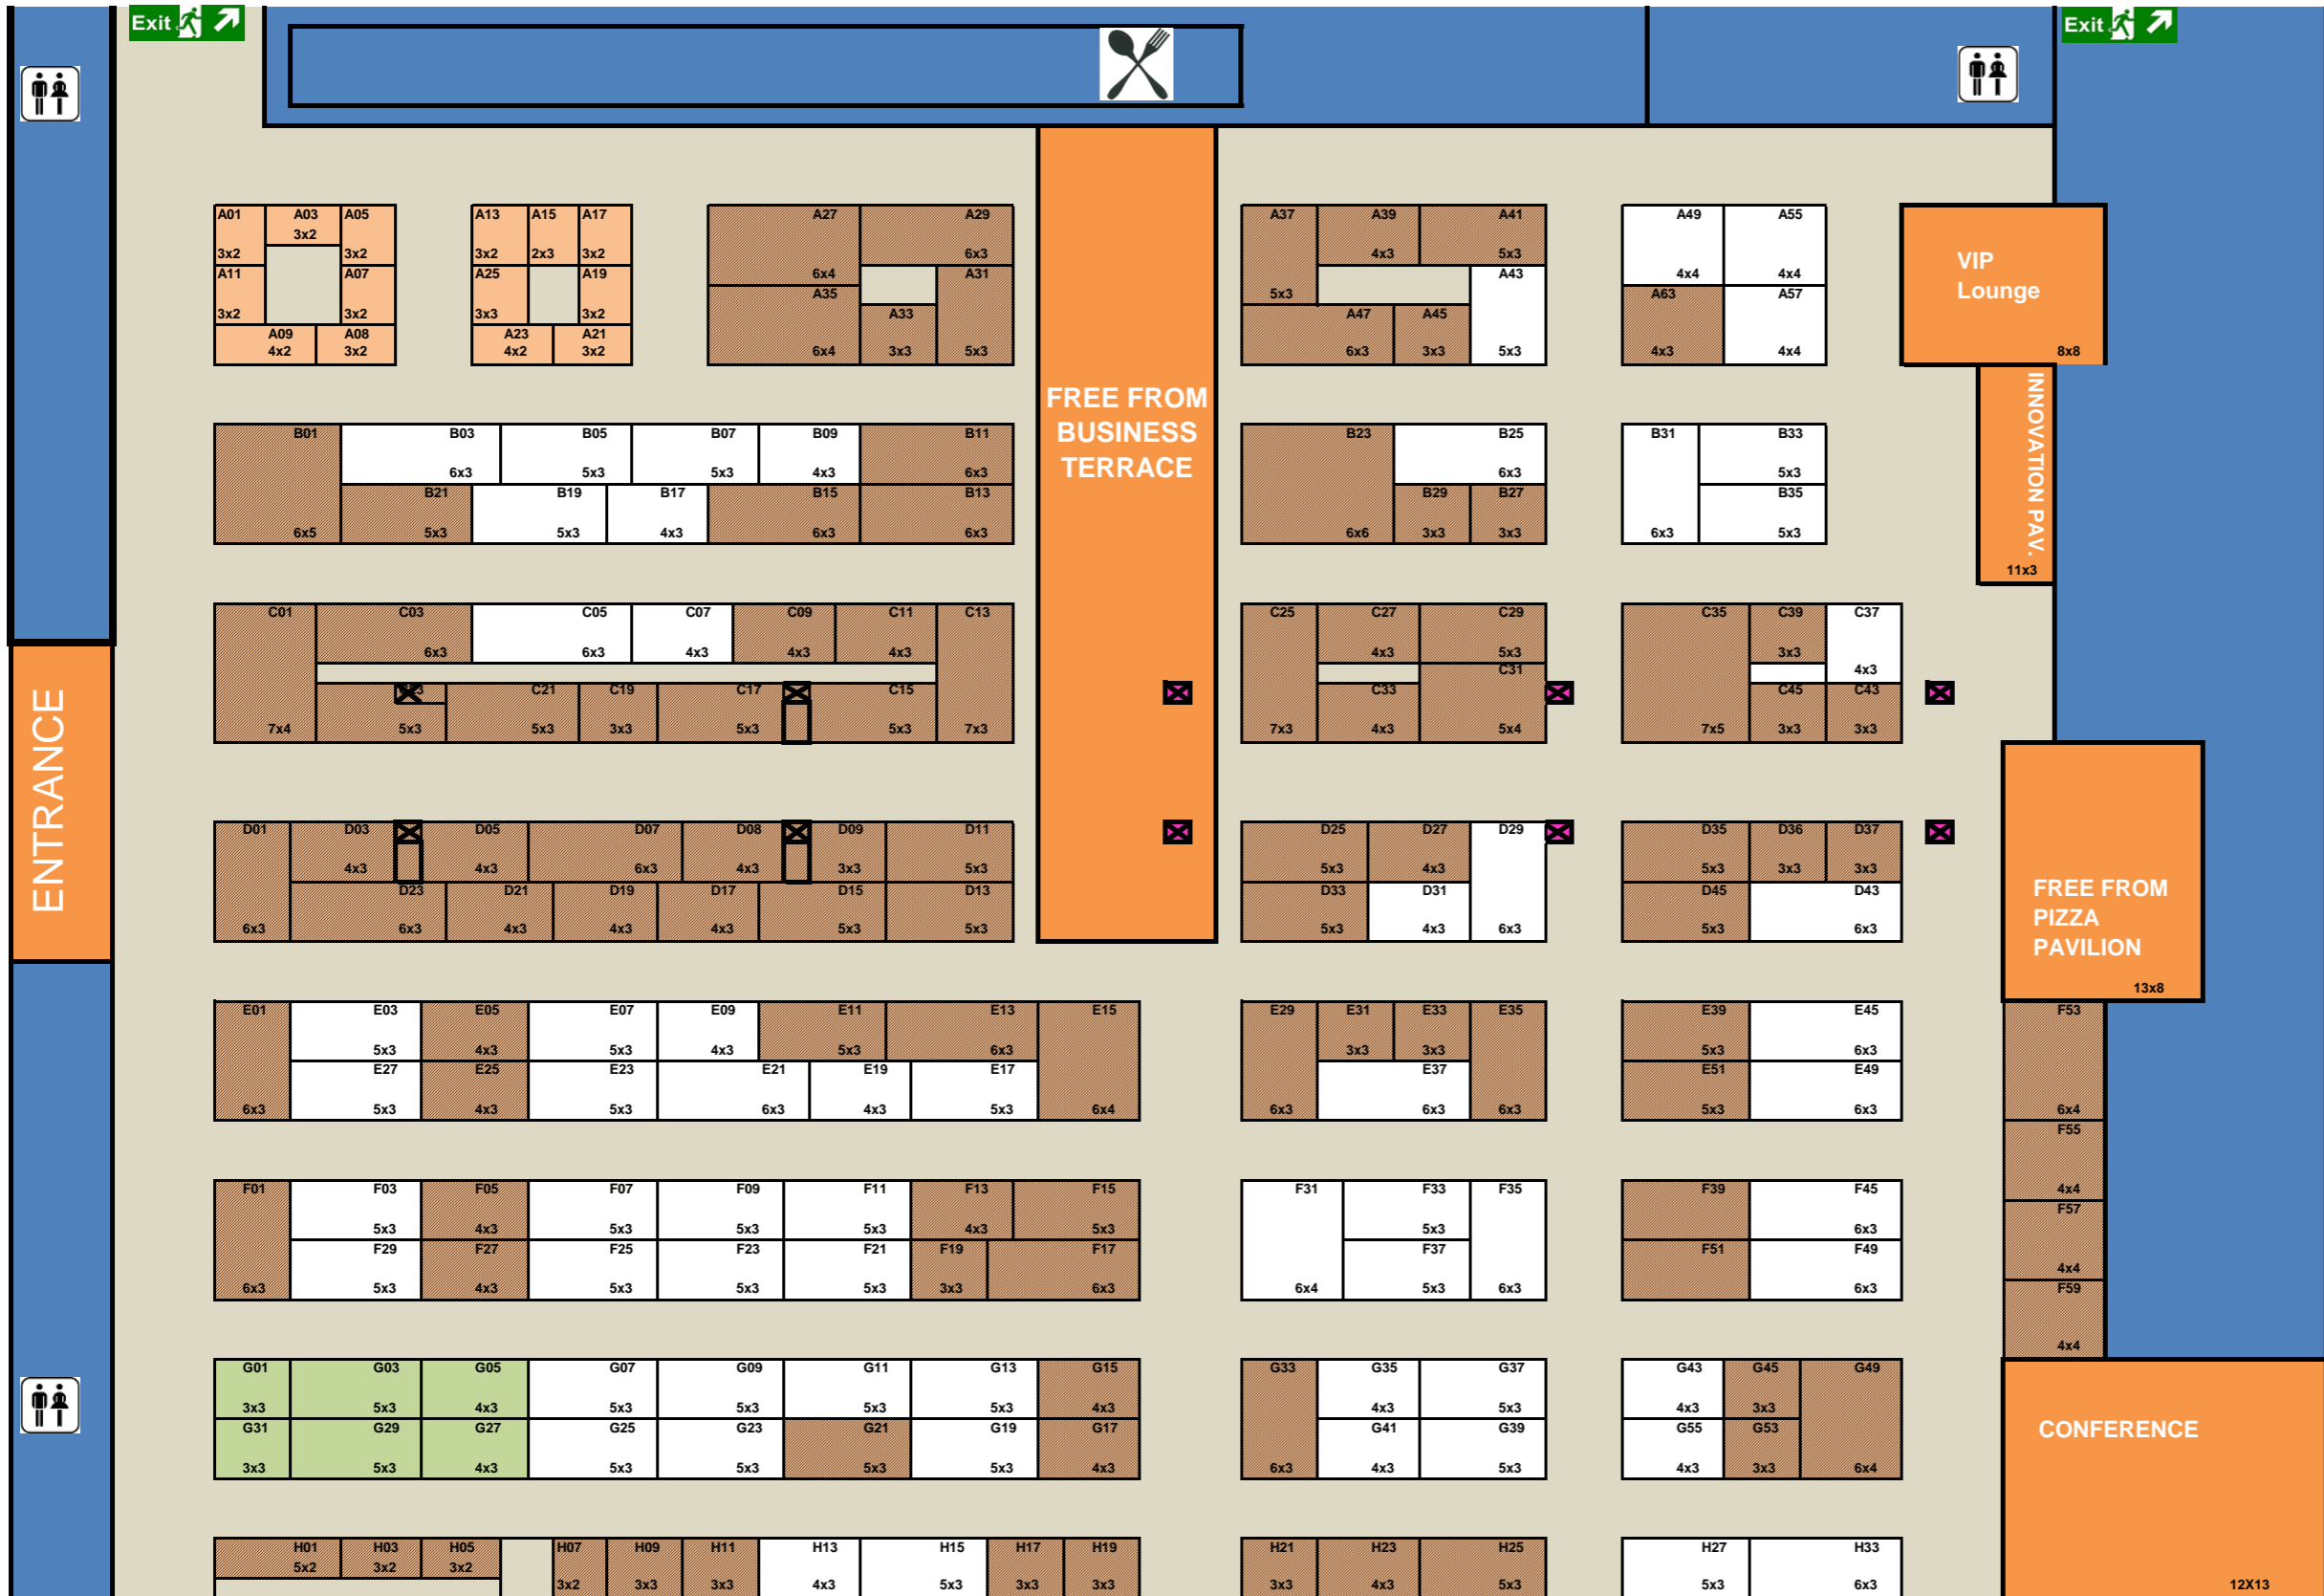 Exit
Exit
A01
A03
A05
A13
A15
A17
A27
A29
A37
A39
A41
A49
A55
3x2
3x2
3x2
3x2
2x3
3x2
6x3
4x3
5x3
VIP
Lounge
A11
A07
A25
A19
6x4
A31
A43
4x4
4x4
A35
5x3
A63
A57
3x2
3x2
3x3
3x2
A33
A47
A45
A09
A08
A23
A21
4x2
3x2
4x2
3x2
6x4
3x3
5x3
6x3
3x3
5x3
4x3
4x4
8x8
INNOVATION PAV.
11x3
FREE FROM
BUSINESS
TERRACE
B01
B03
B05
B07
B09
B11
B23
B25
B31
B33
6x3
5x3
5x3
4x3
6x3
6x3
5x3
B21
B19
B17
B15
B13
B29
B27
B35
6x5
5x3
5x3
4x3
6x3
6x3
6x6
3x3
3x3
6x3
5x3
C01
C03
C05
C07
C09
C11
C13
C25
C27
C29
C35
C39
C37
6x3
6x3
4x3
4x3
4x3
4x3
5x3
3x3
4x3
C31
C21
C19
C17
C15
C33
C45
C43
7x4
5x3
5x3
3x3
5x3
5x3
7x3
7x3
4x3
5x4
7x5
3x3
3x3
ENTRANCE
D01
D03
D05
D07
D08
D09
D11
D25
D27
D29
D35
D36
D37
4x3
4x3
6x3
4x3
3x3
5x3
5x3
4x3
5x3
3x3
3x3
D23
D21
D19
D17
D15
D13
D33
D31
D45
D43
6x3
6x3
4x3
4x3
4x3
5x3
5x3
5x3
4x3
6x3
5x3
6x3
FREE FROM
PIZZA
PAVILION
13x8
E01
E03
E05
E07
E09
E11
E13
E15
E29
E31
E33
E35
E39
E45
F53
5x3
4x3
5x3
4x3
5x3
6x3
3x3
3x3
5x3
6x3
E27
E25
E23
E21
E19
E17
E37
E51
E49
6x3
5x3
4x3
5x3
6x3
4x3
5x3
6x4
6x3
6x3
6x3
5x3
6x3
6x4
F55
F01
F03
F05
F07
F09
F11
F13
F15
F31
F33
F35
F39
F45
4x4
5x3
4x3
5x3
5x3
5x3
4x3
5x3
5x3
6x3
F57
F29
F27
F25
F23
F21
F19
F17
F37
F51
F49
4x4
6x3
5x3
4x3
5x3
5x3
5x3
3x3
6x3
6x4
5x3
6x3
6x3
F59
4x4
G01
G03
G05
G07
G09
G11
G13
G15
G33
G35
G37
G43
G45
G49
3x3
5x3
4x3
5x3
5x3
5x3
5x3
4x3
4x3
5x3
4x3
3x3
G31
G29
G27
G25
G23
G21
G19
G17
G41
G39
G55
G53
3x3
5x3
4x3
5x3
5x3
5x3
5x3
4x3
6x3
4x3
5x3
4x3
3x3
6x4
CONFERENCE
H01
H03
H05
H07
H09
H11
H13
H15
H17
H19
H21
H23
H25
H27
H33
5x2
3x2
3x2
3x2
3x3
3x3
4x3
5x3
3x3
3x3
3x3
4x3
5x3
5x3
6x3
12X13